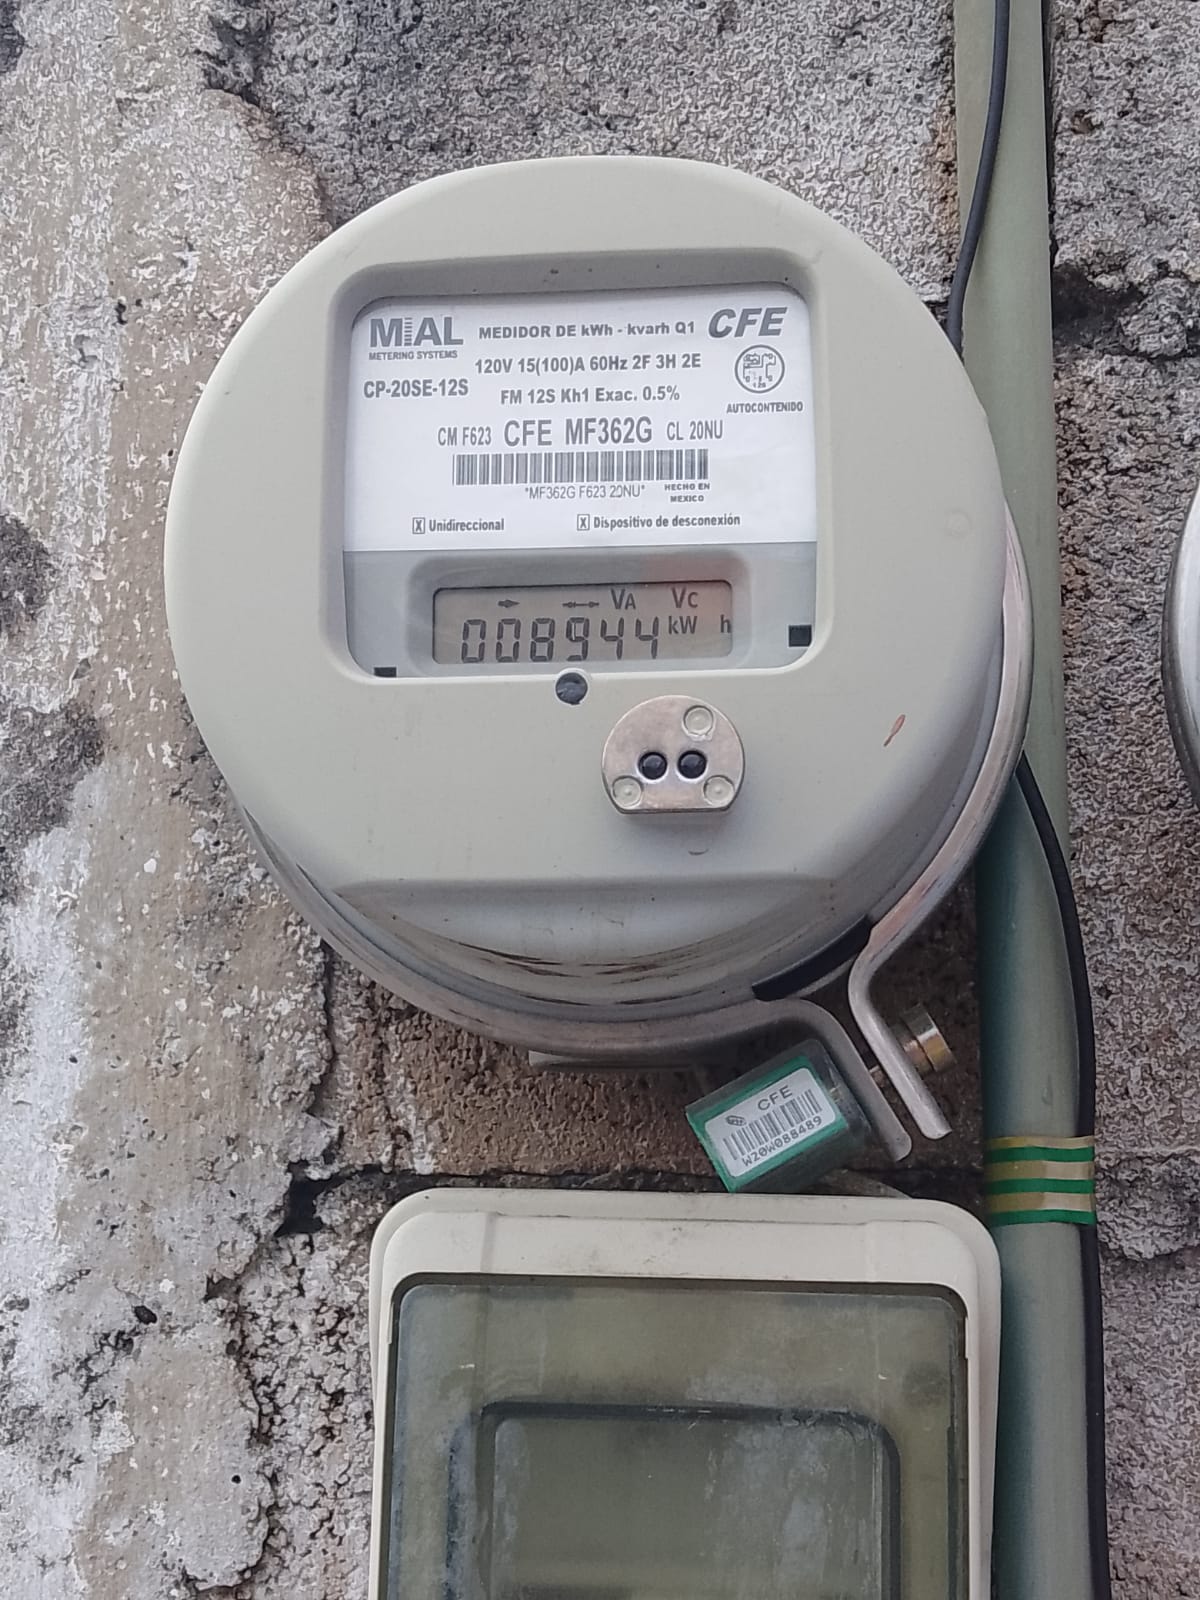 MIAL
METERING SYSTEMS
MEDIDOR DE kWh - kvarh Q1
CFE
120V 15(100)A 60Hz 2F 3H 2E
CP-20SE-12S
FM 12S Kh1 Exac. 0.5%
AUTOCONTENIDO
CM F623 CFE MF362G CL 20NU
*MF362G F623 20NU*
HECHO EN
MEXICO
X Unidireccional
X Dispositivo de desconexión
VA VC
008944 kW h
CFE
W20W088489